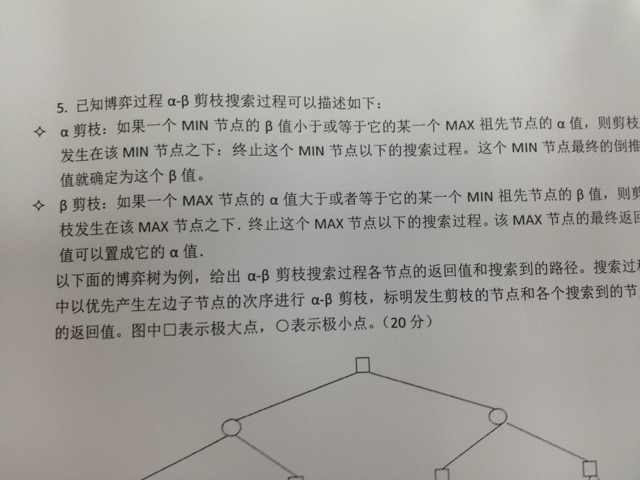 5. 已知博弈过程 α-β 剪枝搜索过程可以描述如下:
✧ α 剪枝：如果一个 MIN 节点的 β 值小于或等于它的某一个 MAX 祖先节点的 α 值，则剪枝
发生在该 MIN 节点之下：终止这个 MIN 节点以下的搜索过程。这个 MIN 节点最终的倒推
值就确定为这个 β 值。
✧ β 剪枝：如果一个 MAX 节点的 α 值大于或者等于它的某一个 MIN 祖先节点的 β 值，则剪
枝发生在该 MAX 节点之下. 终止这个 MAX 节点以下的搜索过程。该 MAX 节点的最终返回
值可以置成它的 α 值.
以下面的博弈树为例，给出 α-β 剪枝搜索过程各节点的返回值和搜索到的路径。搜索过程
中以优先产生左边子节点的次序进行 α-β 剪枝，标明发生剪枝的节点和各个搜索到的节
的返回值。图中□表示极大点，○表示极小点。（20 分）